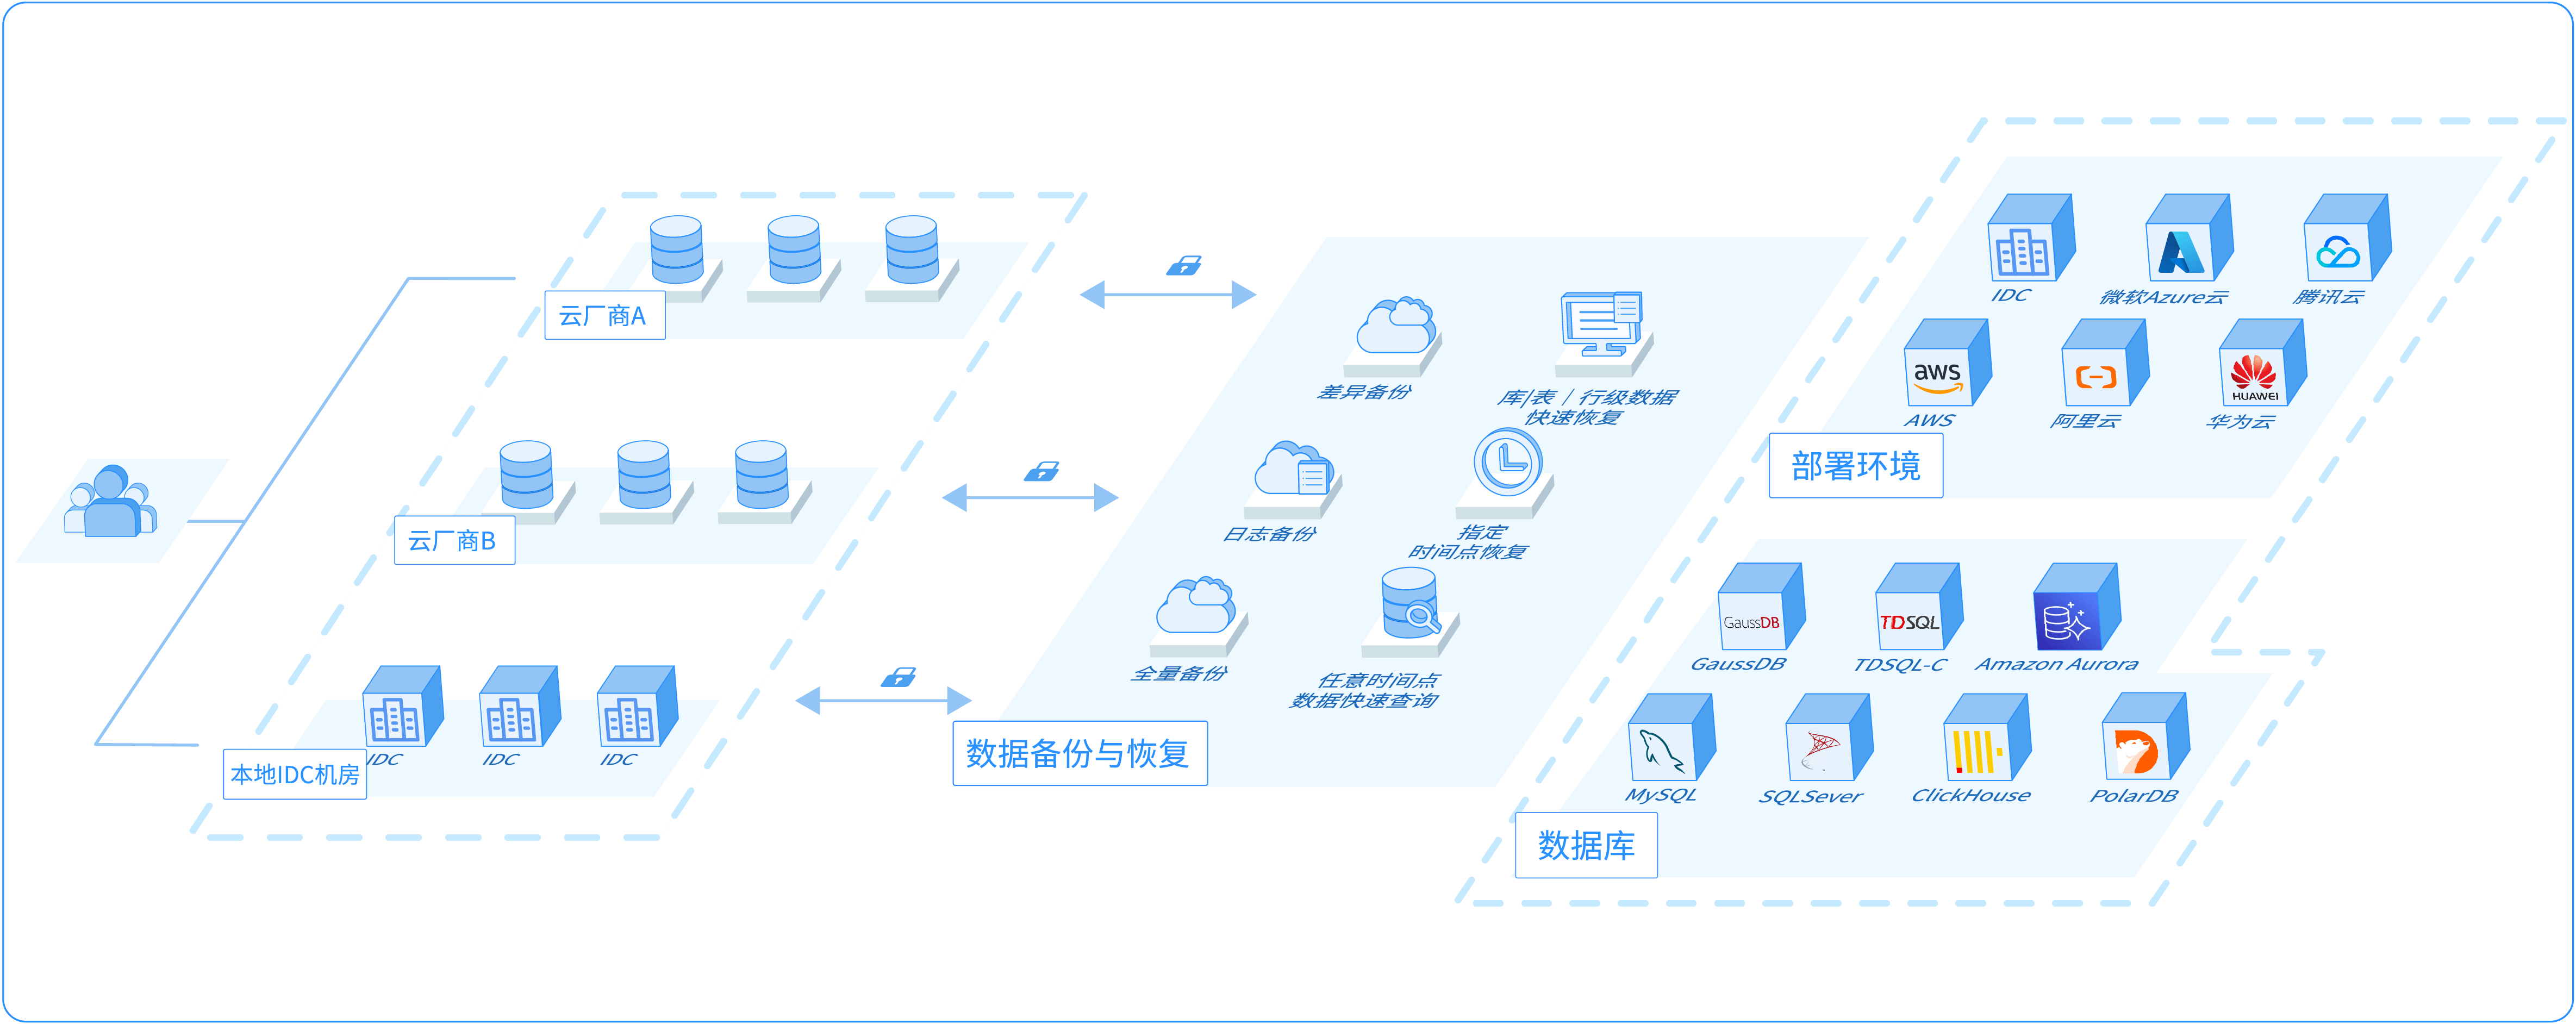 云厂商A
云厂商B
IDC
IDC
IDC
本地IDC机房
差异备份
库|表 / 行级数据
快速恢复
日志备份
指定
时间点恢复
全量备份
任意时间点
数据快速查询
数据备份与恢复
IDC
微软Azure云
腾讯云
aws
HUAWEI
AWS
阿里云
华为云
部署环境
GaussDB
TDSQL
GaussDB
TDSQL-C
Amazon Aurora
MySQL
SQLSever
ClickHouse
PolarDB
数据库